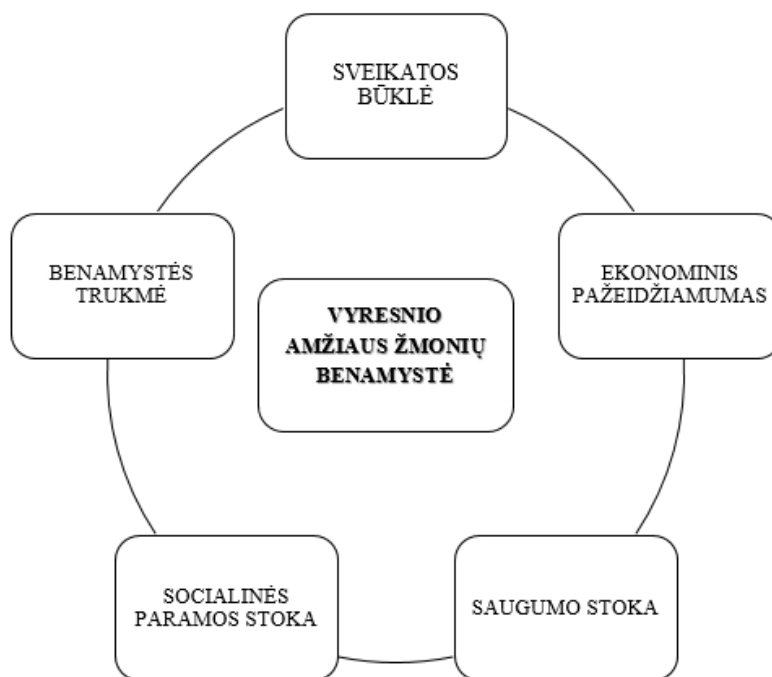 SVEIKATOS
BŪKLĖ
BENAMYSTĖS
TRUKMĖ
EKONOMINIS
PAŽEIDŽIAMUMAS
VYRESNIO
AMŽIAUS ŽMONIŲ
BENAMYSTĖ
SOCIALINĖS
PARAMOS STOKA
SAUGUMO STOKA